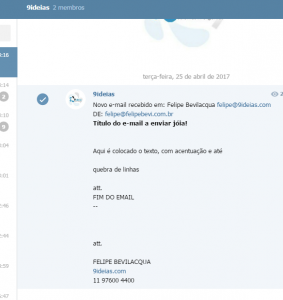 9ideias 2 membros
terça-feira, 25 de abril de 2017
9ideias
Novo e-mail recebido em: Felipe Bevilacqua felipe@9ideias.com
DE: felipe@felipebevi.com.br
Título do e-mail a enviar jóia!
Aqui é colocado o texto, com acentuação e até
quebra de linhas
att.
FIM DO EMAIL
--
att.
FELIPE BEVILACQUA
9ideias.com
11 97600 4400